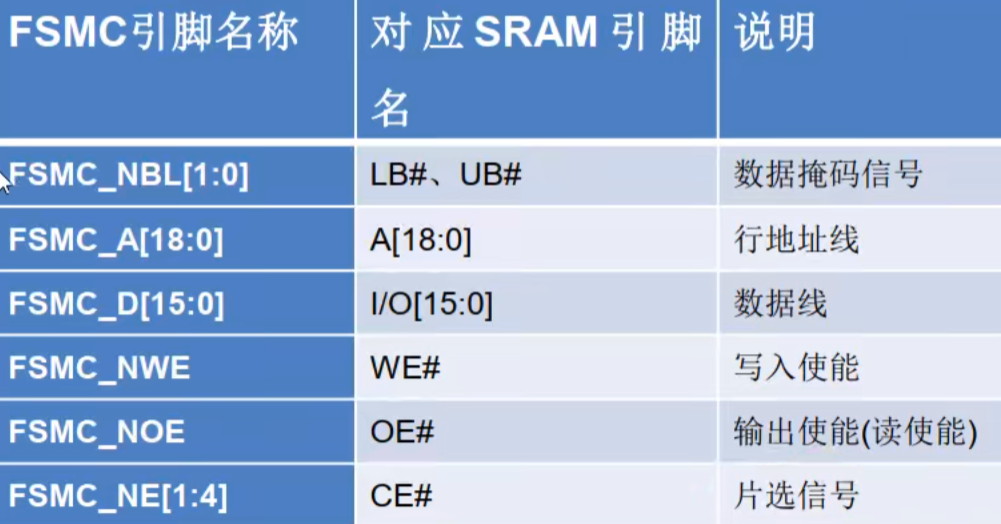 FSMC引脚名称 对应SRAM引脚
名 说明
FSMC_NBL[1:0] LB#、UB# 数据掩码信号
FSMC_A[18:0] A[18:0] 行地址线
FSMC_D[15:0] I/O[15:0] 数据线
FSMC_NWE WE# 写入使能
FSMC_NOE OE# 输出使能(读使能)
FSMC_NE[1:4] CE# 片选信号